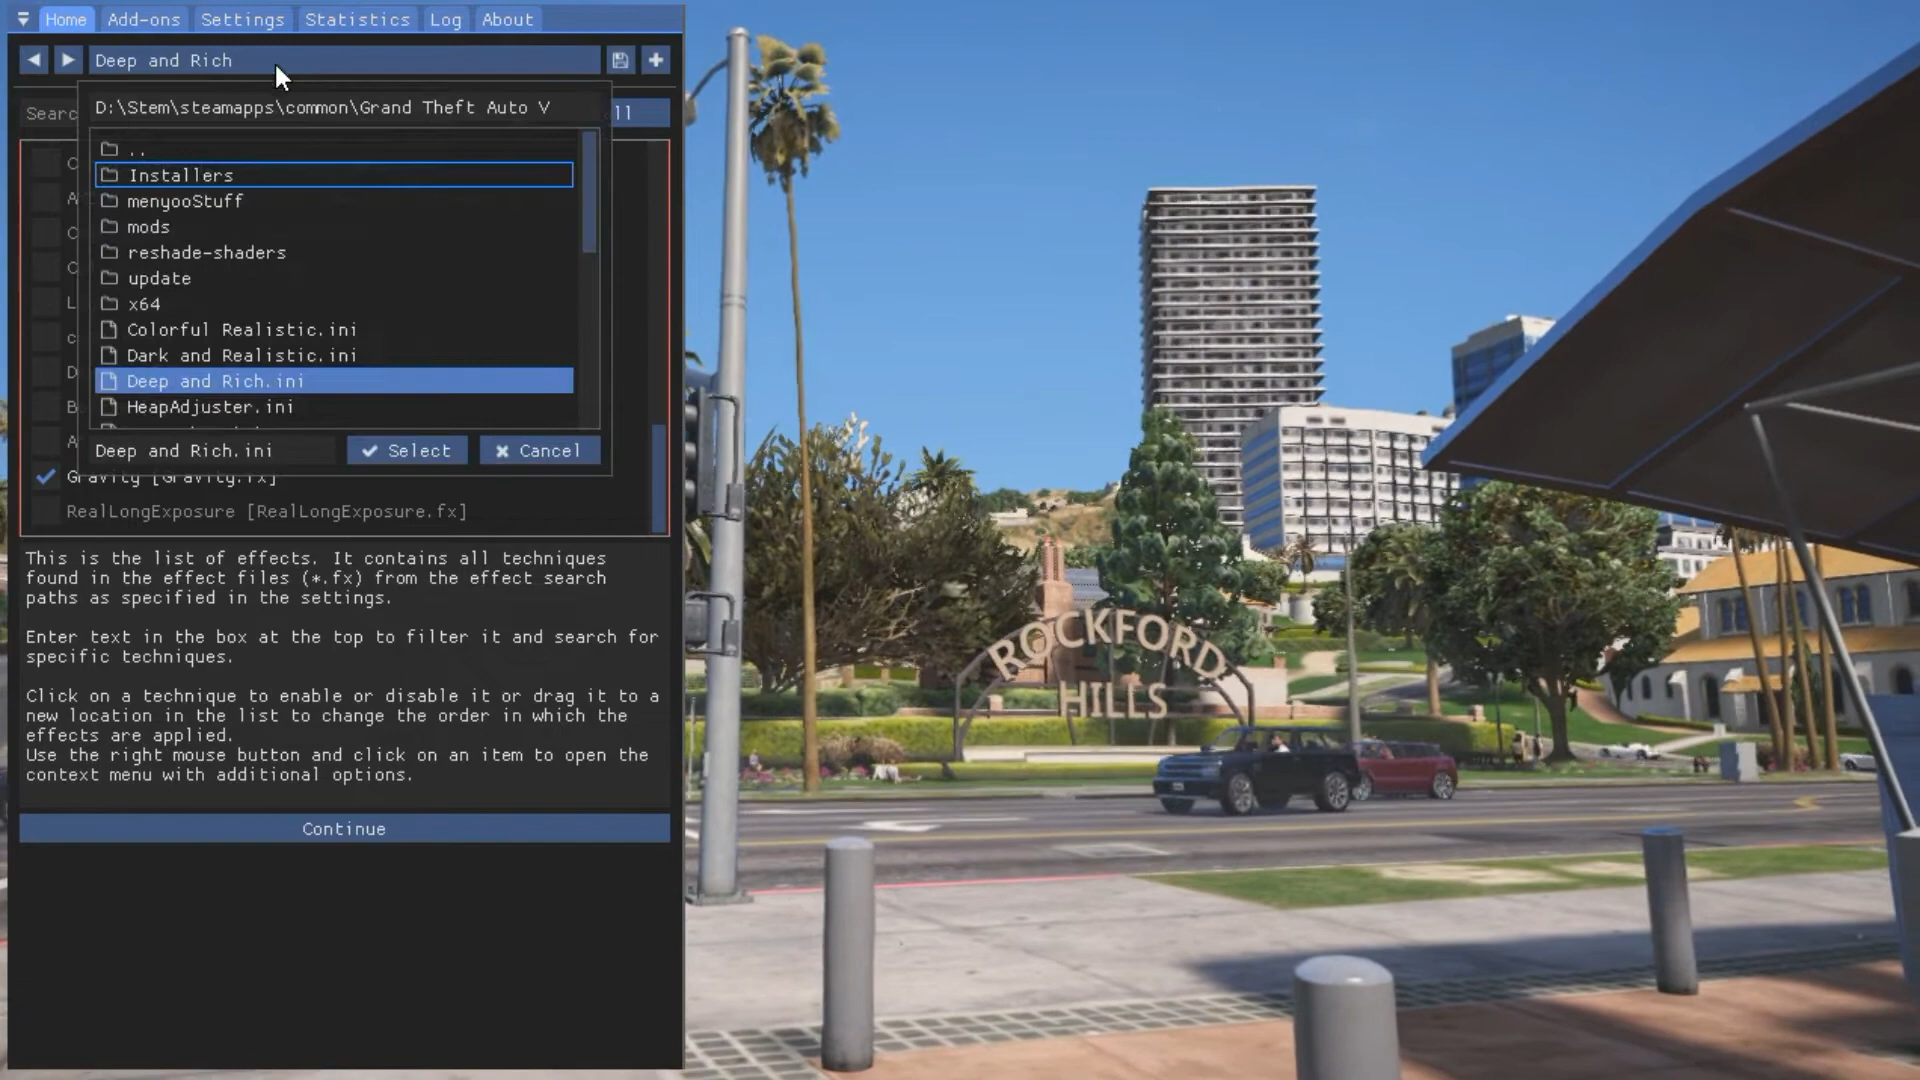 Home Add-ons Settings Statistics Log About
Deep and Rich
D:\Stem\steamapps\common\Grand Theft Auto V
Searc
ll
..
Installers
menyooStuff
mods
reshade-shaders
update
x64
Colorful Realistic.ini
Dark and Realistic.ini
Deep and Rich.ini
HeapAdjuster.ini
Deep and Rich.ini Select Cancel
Gravity [Gravity.fx]
RealLongExposure [RealLongExposure.fx]
This is the list of effects. It contains all techniques
found in the effect files (*.fx) from the effect search
paths as specified in the settings.
Enter text in the box at the top to filter it and search for
specific techniques.
Click on a technique to enable or disable it or drag it to a
new location in the list to change the order in which the
effects are applied.
Use the right mouse button and click on an item to open the
context menu with additional options.
Continue
ROCKFORD
HILLS